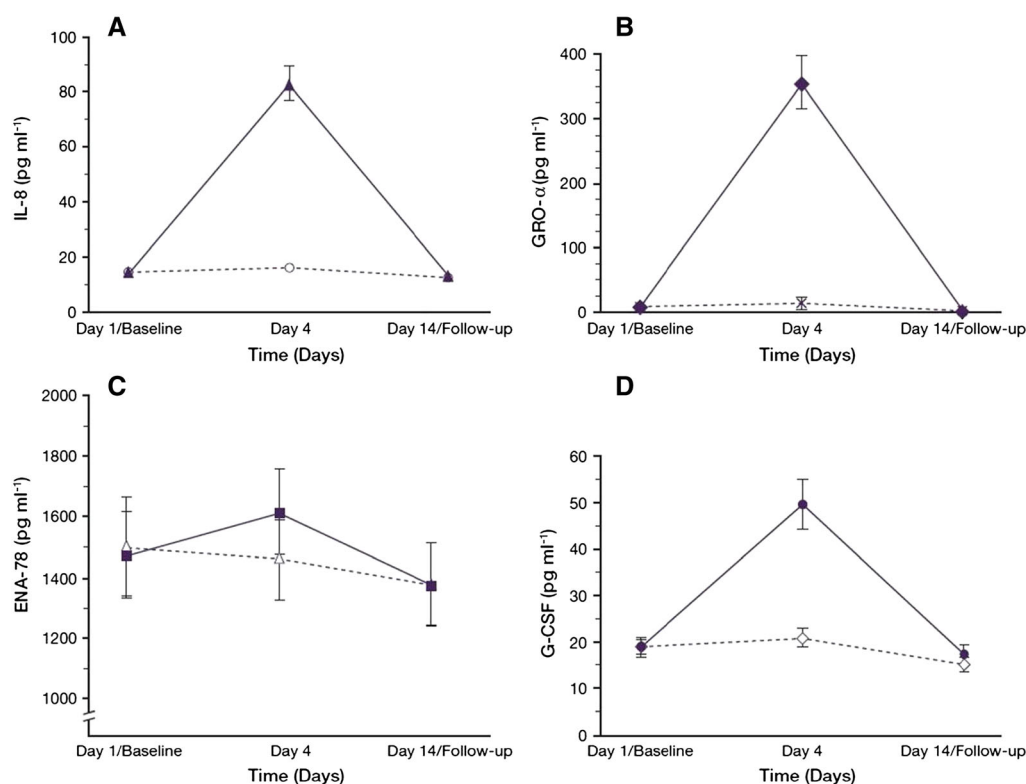 A
IL-8 (pg ml⁻¹)
100
80
60
40
20
0
Day 1/Baseline Day 4 Day 14/Follow-up
Time (Days)
B
GRO-α (pg ml⁻¹)
400
300
200
100
0
Day 1/Baseline Day 4 Day 14/Follow-up
Time (Days)
C
ENA-78 (pg ml⁻¹)
2000
1800
1600
1400
1200
1000
Day 1/Baseline Day 4 Day 14/Follow-up
Time (Days)
D
G-CSF (pg ml⁻¹)
60
50
40
30
20
10
0
Day 1/Baseline Day 4 Day 14/Follow-up
Time (Days)